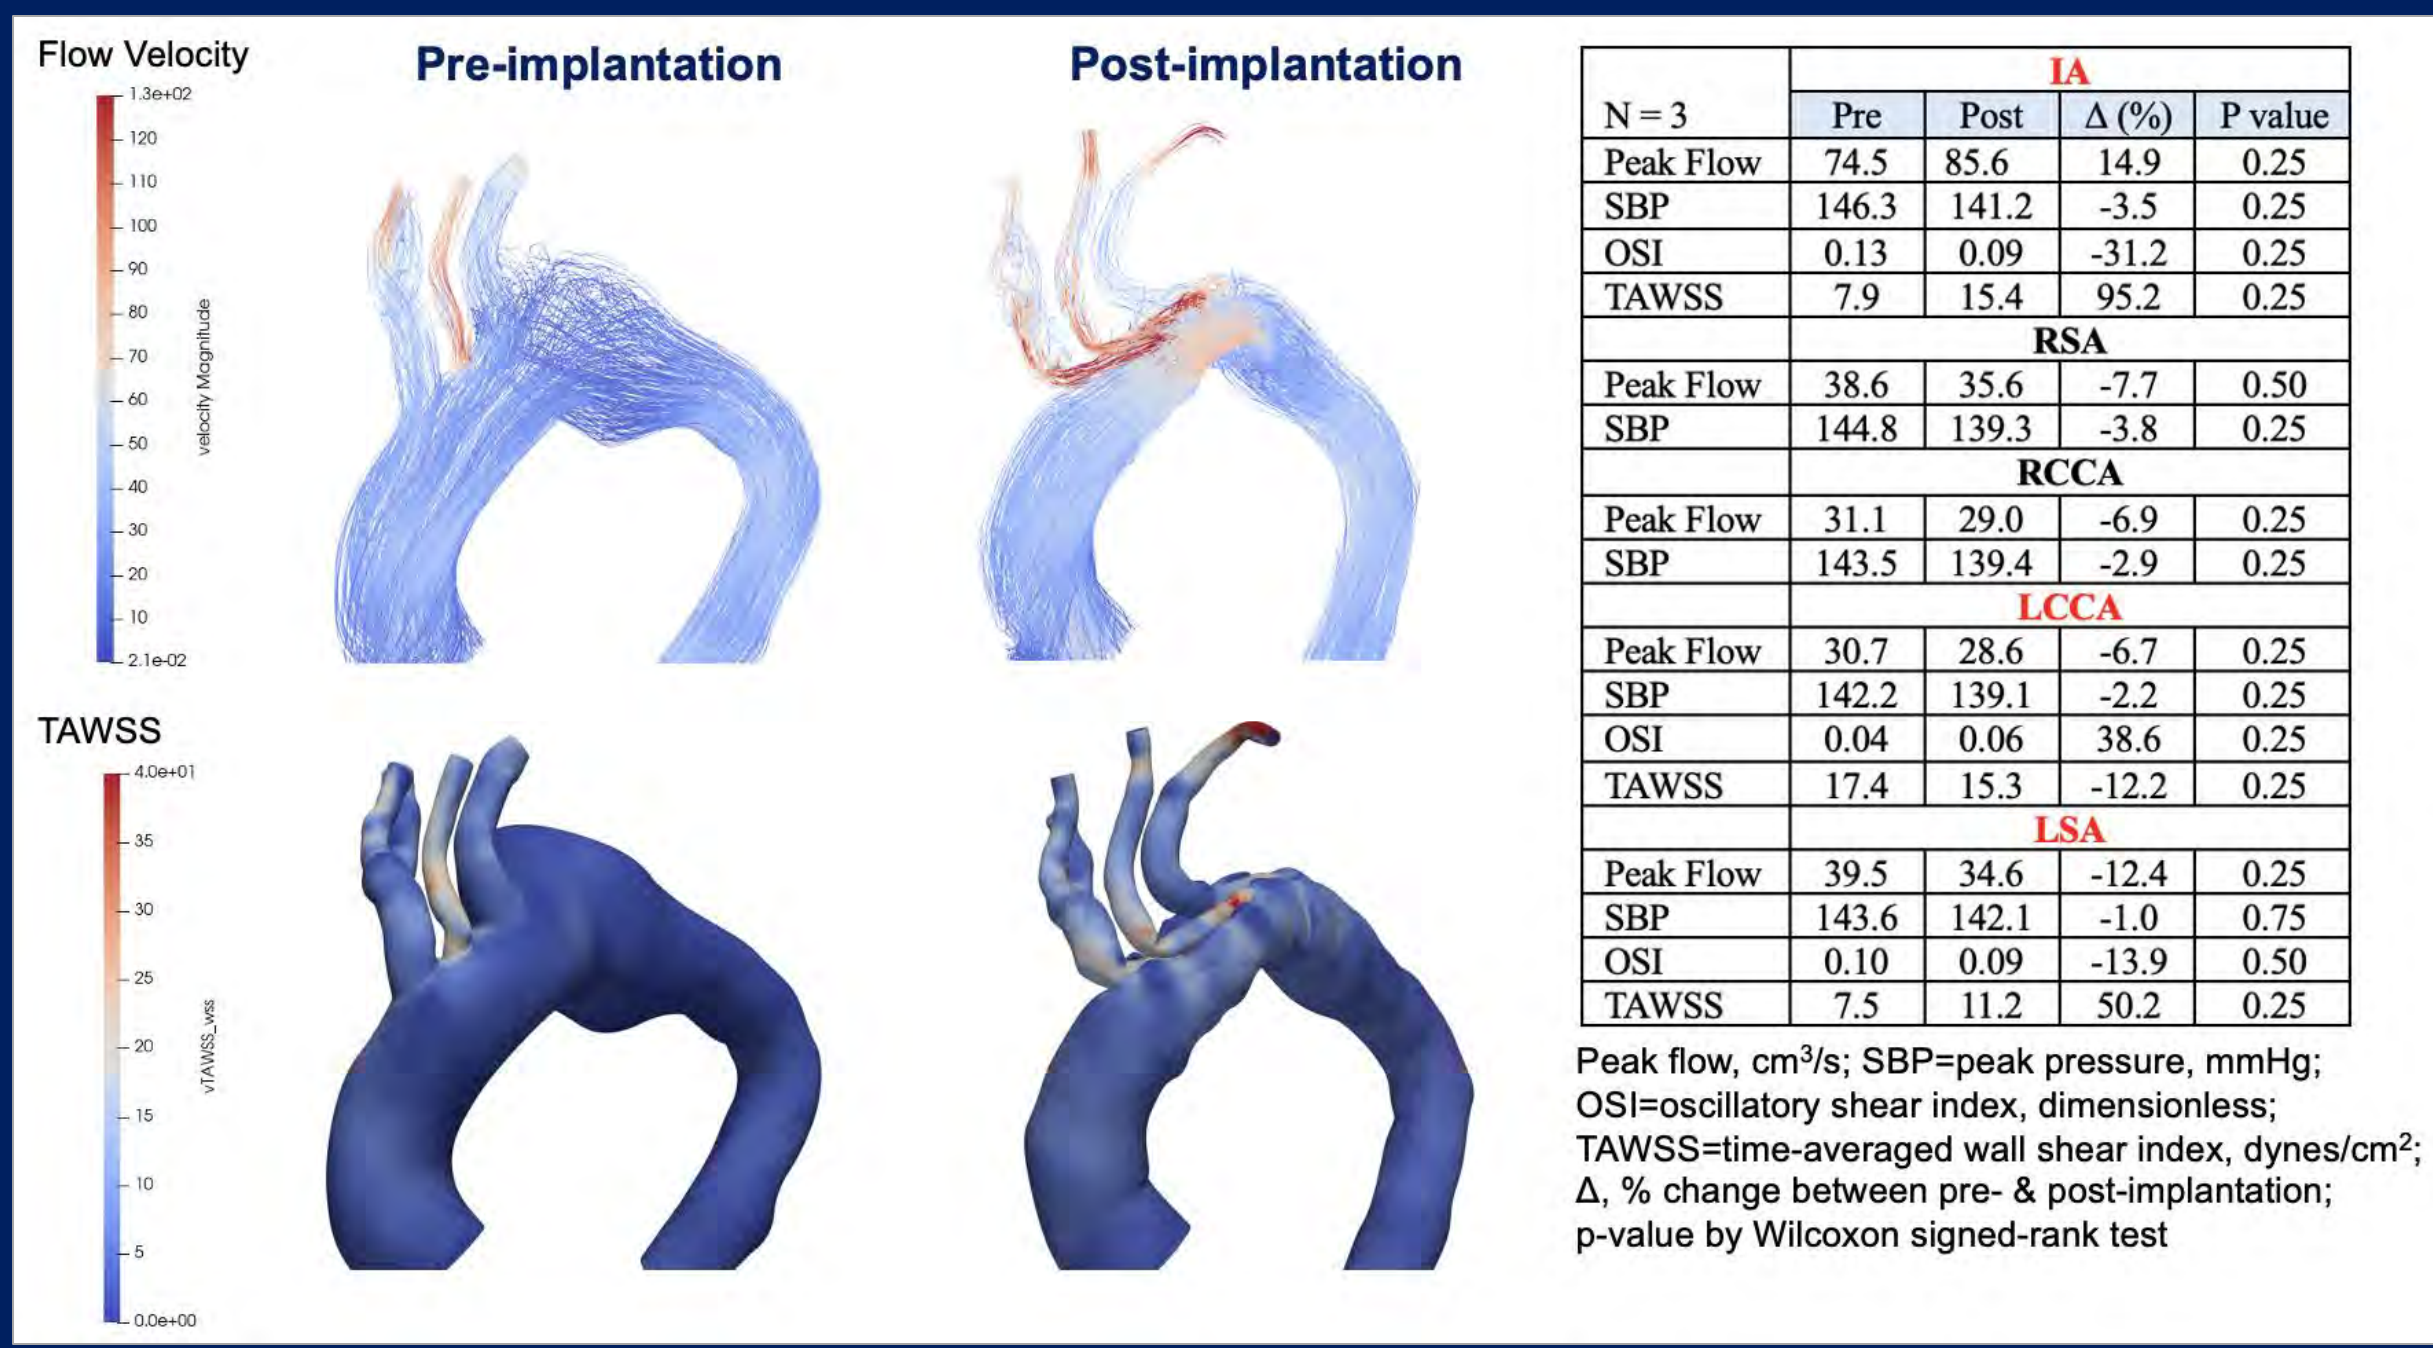 Flow Velocity
Pre-implantation
Post-implantation
1.3e+02
120
110
100
90
80
70
60
50
40
30
20
10
2.1e-02
velocity Magnitude
TAWSS
4.0e+01
35
30
25
20
15
10
5
0.0e+00
vTAWSS_wss
IA
N = 3 Pre Post Δ (%) P value
Peak Flow 74.5 85.6 14.9 0.25
SBP 146.3 141.2 -3.5 0.25
OSI 0.13 0.09 -31.2 0.25
TAWSS 7.9 15.4 95.2 0.25
RSA
Peak Flow 38.6 35.6 -7.7 0.50
SBP 144.8 139.3 -3.8 0.25
RCCA
Peak Flow 31.1 29.0 -6.9 0.25
SBP 143.5 139.4 -2.9 0.25
LCCA
Peak Flow 30.7 28.6 -6.7 0.25
SBP 142.2 139.1 -2.2 0.25
OSI 0.04 0.06 38.6 0.25
TAWSS 17.4 15.3 -12.2 0.25
LSA
Peak Flow 39.5 34.6 -12.4 0.25
SBP 143.6 142.1 -1.0 0.75
OSI 0.10 0.09 -13.9 0.50
TAWSS 7.5 11.2 50.2 0.25
Peak flow, cm³/s; SBP=peak pressure, mmHg;
OSI=oscillatory shear index, dimensionless;
TAWSS=time-averaged wall shear index, dynes/cm²;
Δ, % change between pre- & post-implantation;
p-value by Wilcoxon signed-rank test